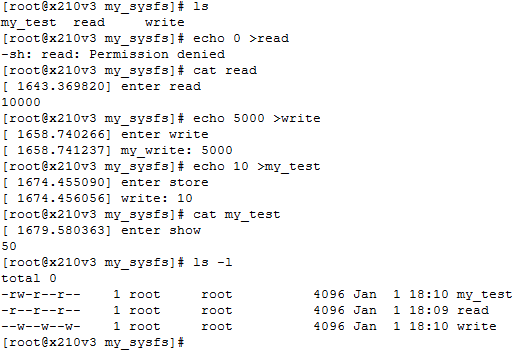 [root@x210v3 my_sysfs]# ls
my_test  read     write
[root@x210v3 my_sysfs]# echo 0 >read
-sh: read: Permission denied
[root@x210v3 my_sysfs]# cat read
[ 1643.369820] enter read
10000
[root@x210v3 my_sysfs]# echo 5000 >write
[ 1658.740266] enter write
[ 1658.741237] my_write: 5000
[root@x210v3 my_sysfs]# echo 10 >my_test
[ 1674.455090] enter store
[ 1674.456056] write: 10
[root@x210v3 my_sysfs]# cat my_test
[ 1679.580363] enter show
50
[root@x210v3 my_sysfs]# ls -l
total 0
-rw-r--r--    1 root     root          4096 Jan  1 18:10 my_test
-r--r--r--    1 root     root          4096 Jan  1 18:09 read
--w--w--w-    1 root     root          4096 Jan  1 18:10 write
[root@x210v3 my_sysfs]#